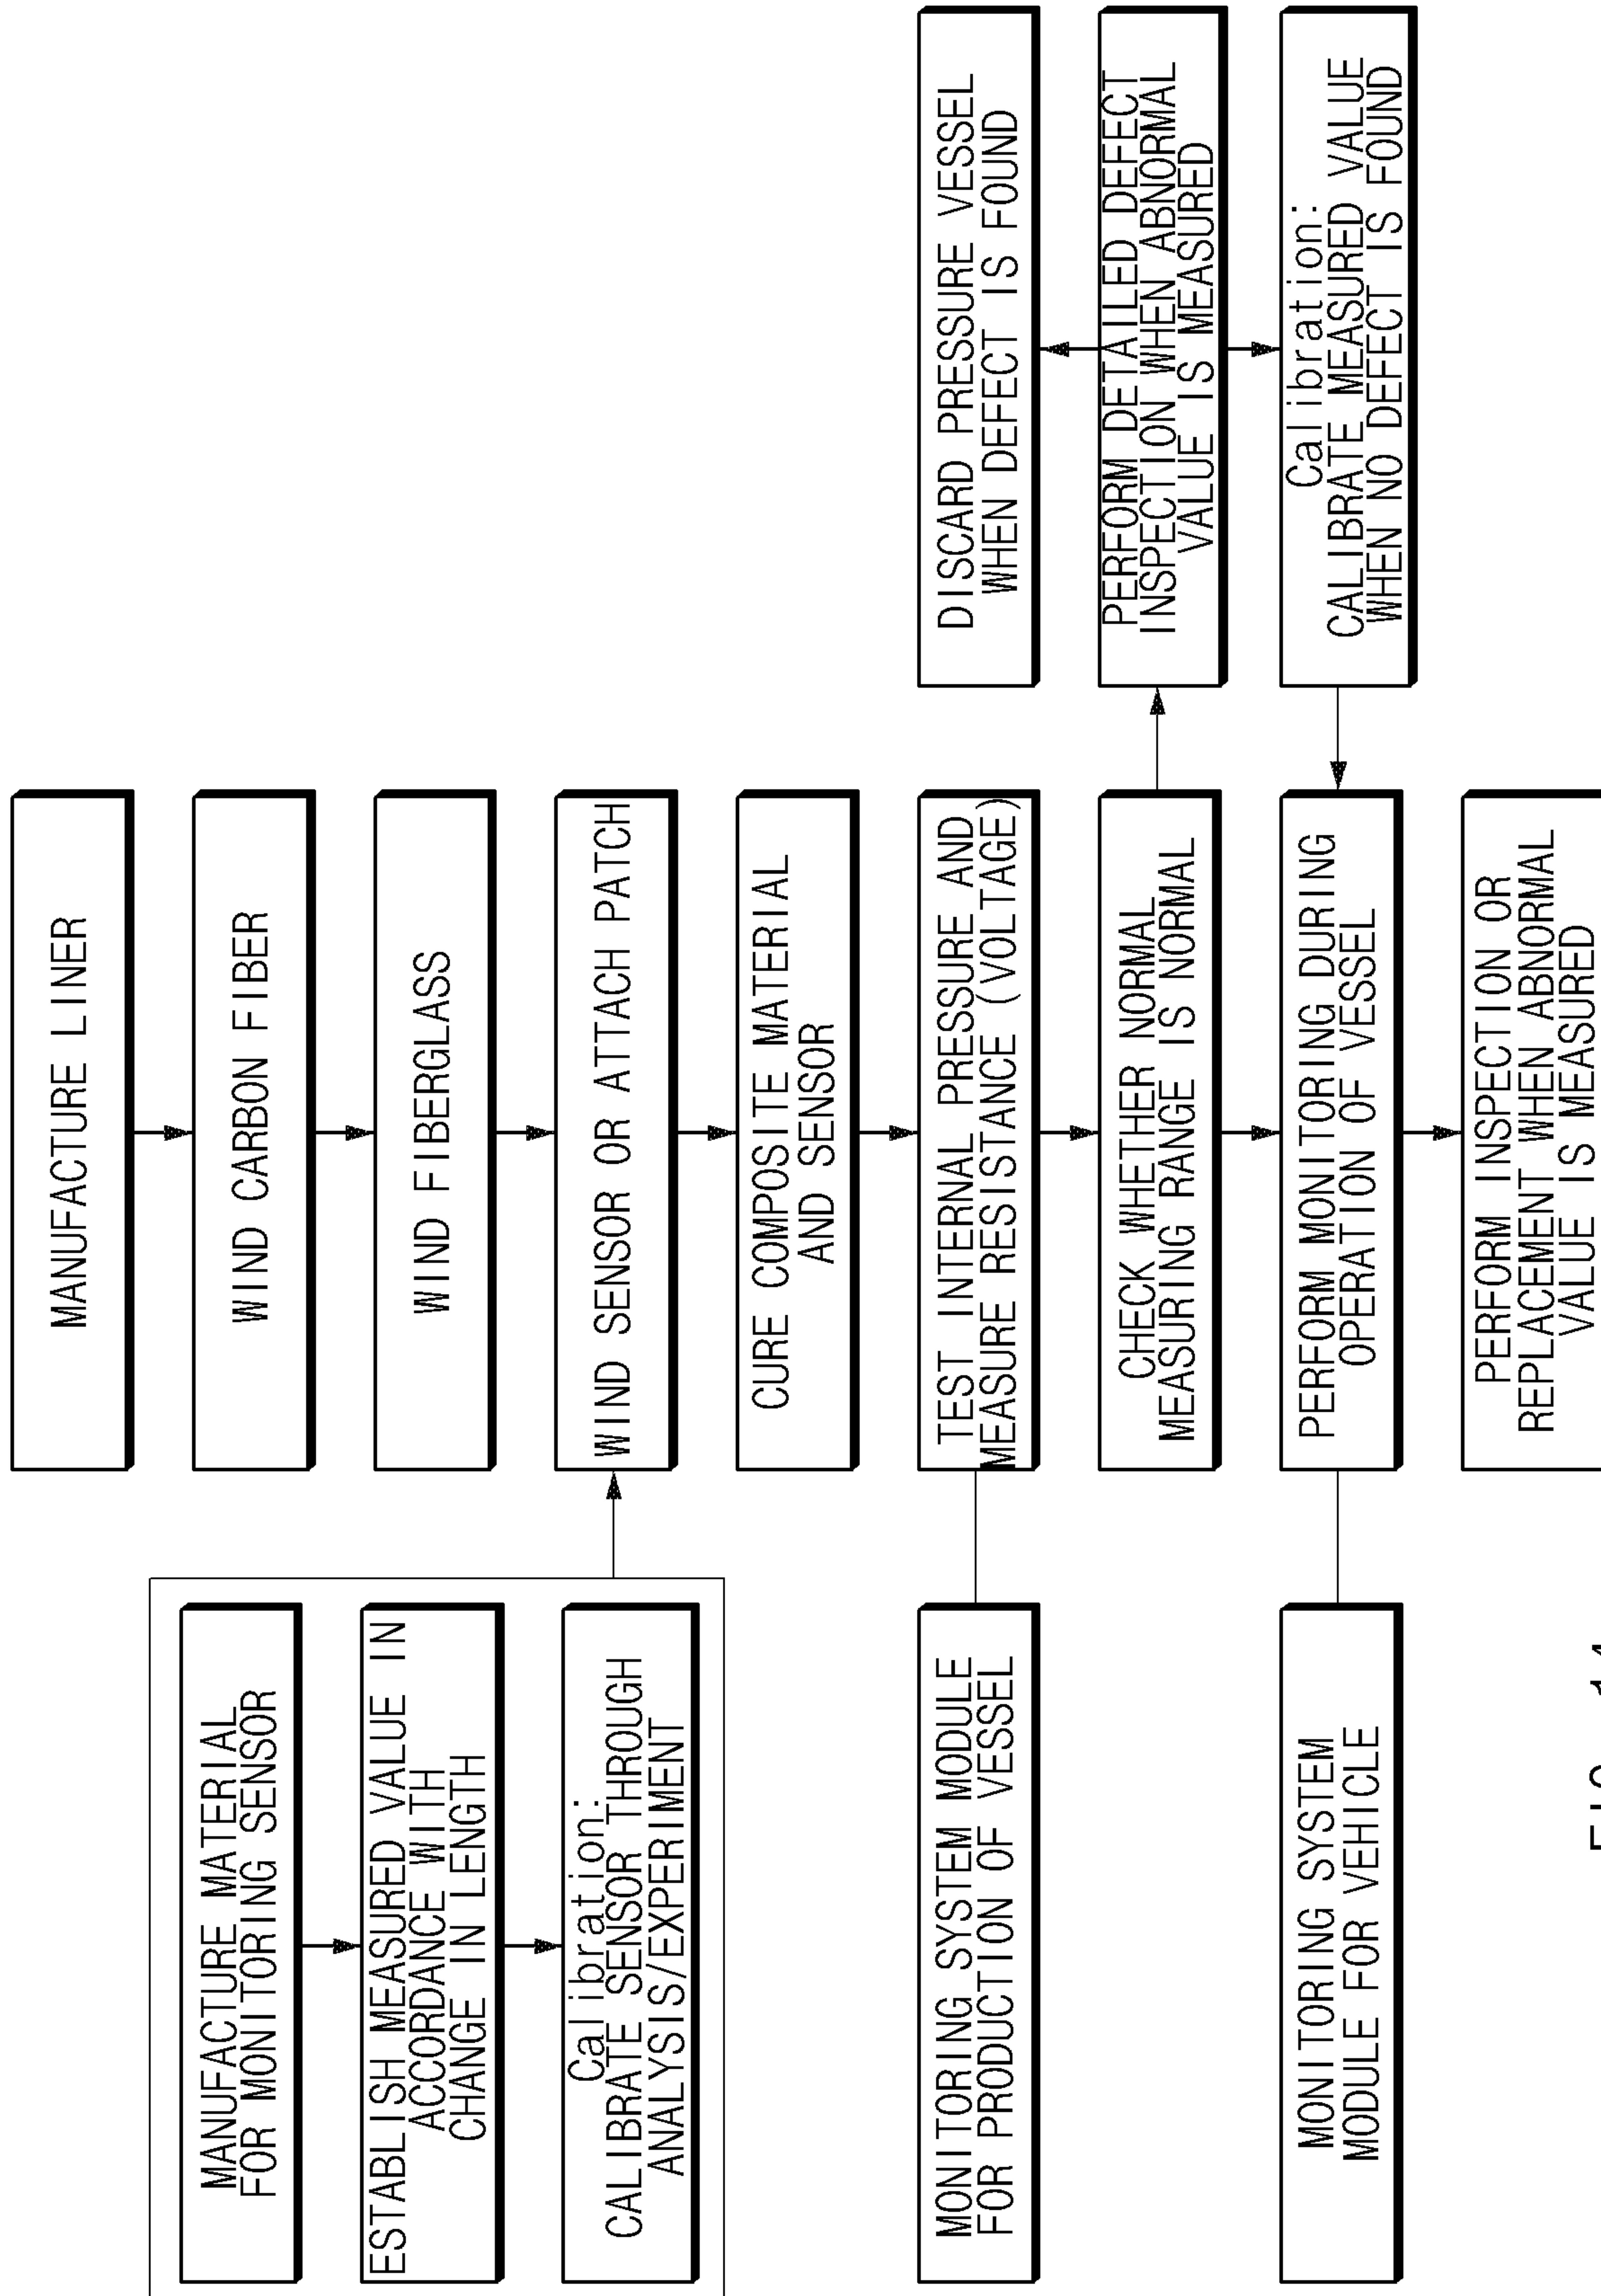 MANUFACTURE MATERIAL
FOR MONITORING SENSOR
ESTABLISH MEASURED VALUE IN
ACCORDANCE WITH
CHANGE IN LENGTH
Calibration:
CALIBRATE SENSOR THROUGH
ANALYSIS/EXPERIMENT
MONITORING SYSTEM MODULE
FOR PRODUCTION OF VESSEL
MONITORING SYSTEM
MODULE FOR VEHICLE
MANUFACTURE LINER
WIND CARBON FIBER
WIND FIBERGLASS
WIND SENSOR OR ATTACH PATCH
CURE COMPOSITE MATERIAL
AND SENSOR
TEST INTERNAL PRESSURE AND
MEASURE RESISTANCE (VOLTAGE)
CHECK WHETHER NORMAL
MEASURING RANGE IS NORMAL
PERFORM MONITORING DURING
OPERATION OF VESSEL
PERFORM INSPECTION OR
REPLACEMENT WHEN ABNORMAL
VALUE IS MEASURED
DISCARD PRESSURE VESSEL
WHEN DEFECT IS FOUND
PERFORM DETAILED DEFECT
INSPECTION WHEN ABNORMAL
VALUE IS MEASURED
Calibration:
CALIBRATE MEASURED VALUE
WHEN NO DEFECT IS FOUND